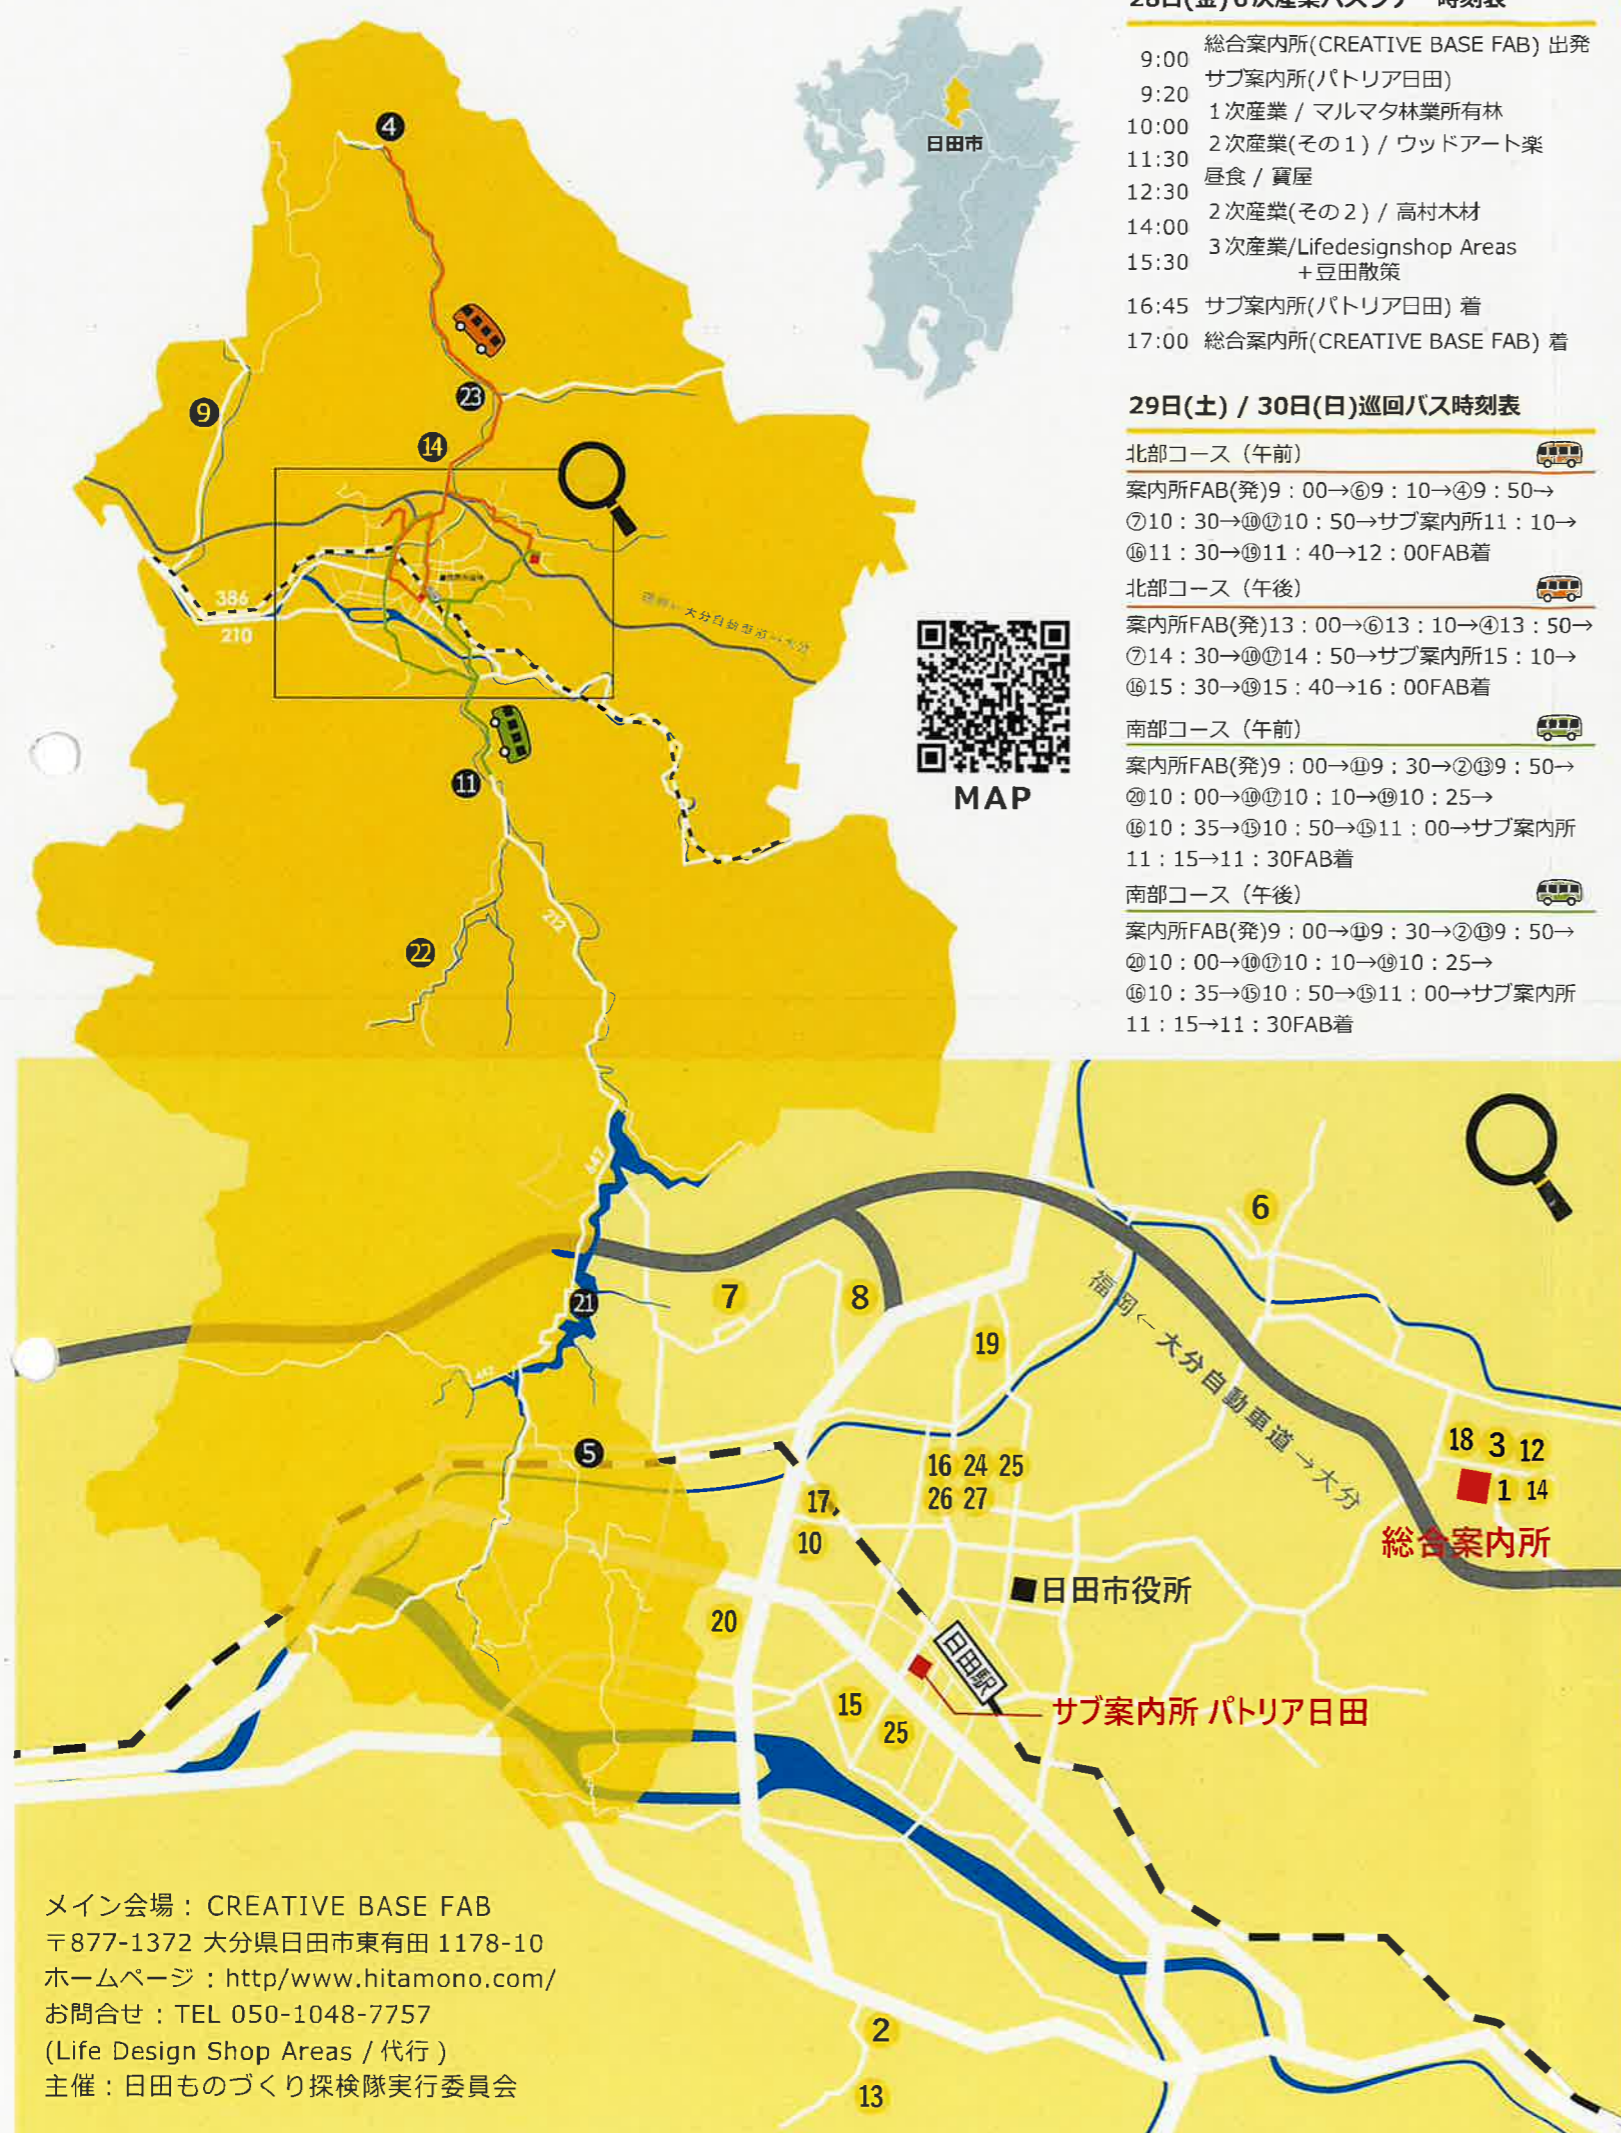 28日(金)6次産業バスツアー時刻表
9:00 総合案内所(CREATIVE BASE FAB) 出発
9:20 サブ案内所(パトリア日田)
10:00 1次産業 / マルマタ林業所有林
11:30 2次産業(その1) / ウッドアート楽
12:30 昼食 / 寳屋
14:00 2次産業(その2) / 高村木材
15:30 3次産業/Lifedesignshop Areas
+豆田散策
16:45 サブ案内所(パトリア日田) 着
17:00 総合案内所(CREATIVE BASE FAB) 着
29日(土) / 30日(日)巡回バス時刻表
北部コース（午前）
案内所FAB(発)9：00→⑥9：10→④9：50→
⑦10：30→⑩⑰10：50→サブ案内所11：10→
⑯11：30→⑲11：40→12：00FAB着
北部コース（午後）
案内所FAB(発)13：00→⑥13：10→④13：50→
⑦14：30→⑩⑰14：50→サブ案内所15：10→
⑯15：30→⑲15：40→16：00FAB着
南部コース（午前）
案内所FAB(発)9：00→⑪9：30→②⑬9：50→
⑳10：00→⑩⑰10：10→⑲10：25→
⑯10：35→⑮10：50→⑮11：00→サブ案内所
11：15→11：30FAB着
南部コース（午後）
案内所FAB(発)9：00→⑪9：30→②⑬9：50→
⑳10：00→⑩⑰10：10→⑲10：25→
⑯10：35→⑮10：50→⑮11：00→サブ案内所
11：15→11：30FAB着
日田市
MAP
4
23
9
14
386
210
大分自動車道
11
212
22
647
21
5
6
7
8
19
福岡← 大分自動車道 →大分
18 3 12
1 14
総合案内所
16 24 25
26 27
17
10
日田市役所
20
日田駅
サブ案内所 パトリア日田
15
25
2
13
メイン会場：CREATIVE BASE FAB
〒877-1372 大分県日田市東有田 1178-10
ホームページ：http/www.hitamono.com/
お問合せ：TEL 050-1048-7757
(Life Design Shop Areas / 代行 )
主催：日田ものづくり探検隊実行委員会